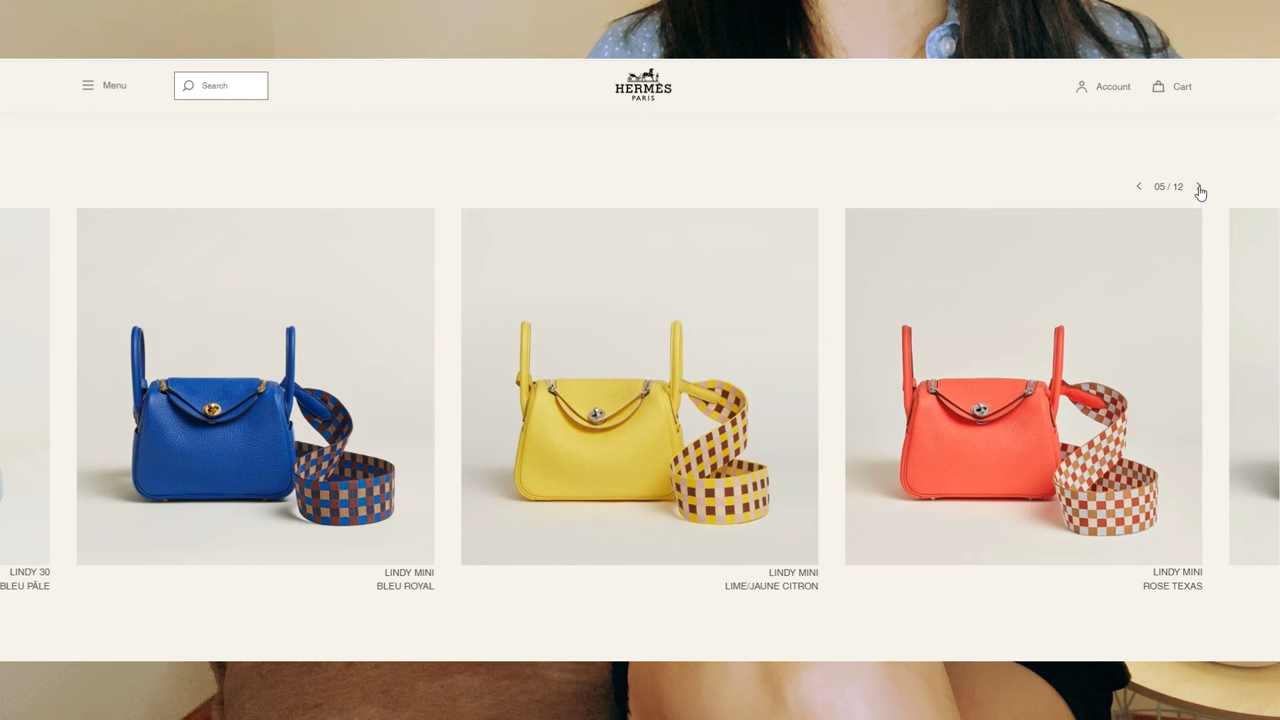 Menu
Search
HERMÈS
PARIS
Account
Cart
05 / 12
LINDY 30
BLEU PÂLE
LINDY MINI
BLEU ROYAL
LINDY MINI
LIME/JAUNE CITRON
LINDY MINI
ROSE TEXAS